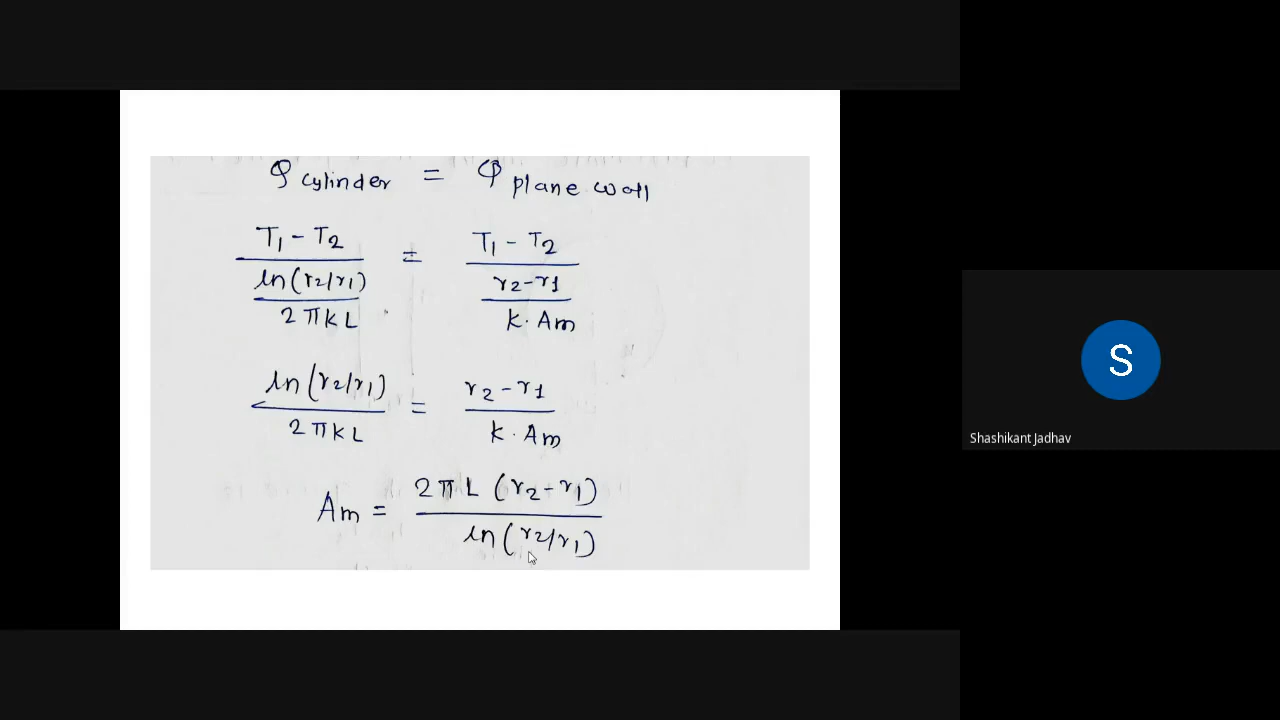 Q cylinder = Q plane wall
T1 - T2 = T1 - T2
ln(r2/r1) r2-r1
2πKL K. Am
ln(r2/r1) = r2-r1
2πKL K. Am
Am = 2πL (r2-r1)
ln(r2/r1)
S
Shashikant Jadhav